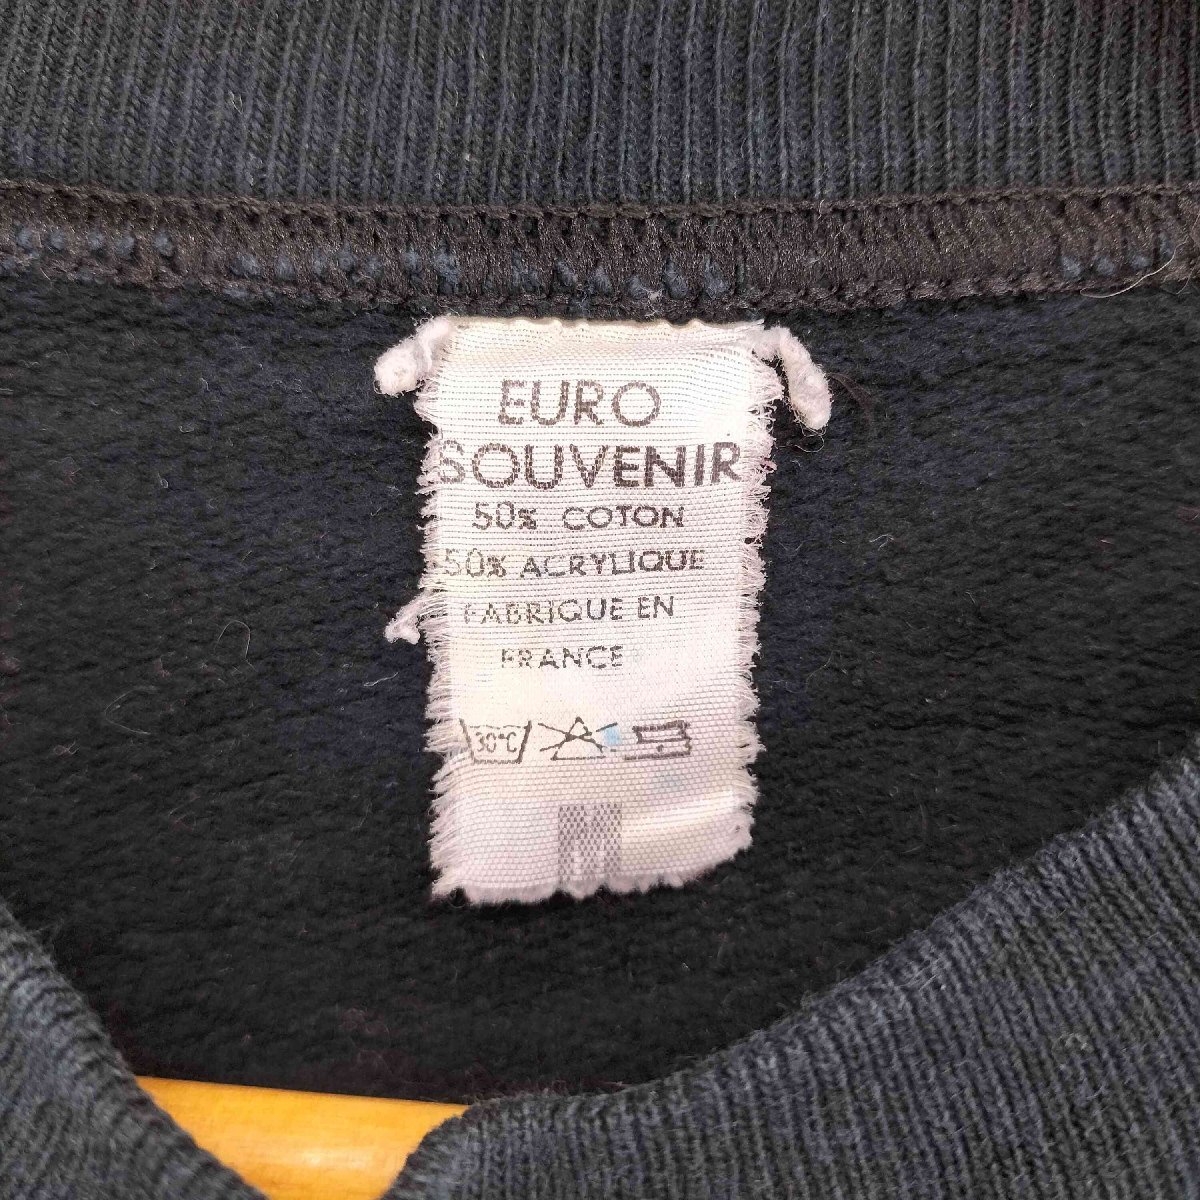 EURO
SOUVENIR
50% COTON
50% ACRYLIQUE
FABRIQUE EN
FRANCE
30°C
M